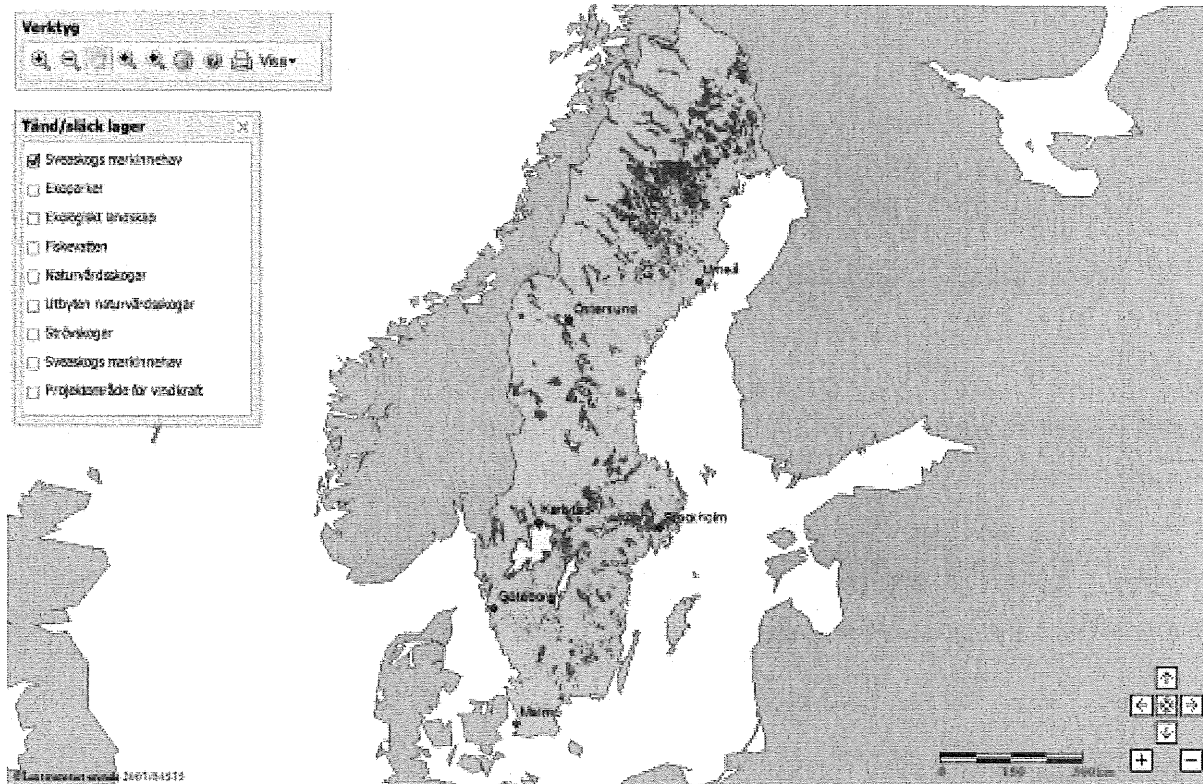 Verktyg
Visa
Tänd/släck lager
Sveaskogs markinnehav
Ekoparker
Ekologiskt landskap
Fiskevatten
Naturvårdsskogar
Utbyten naturvårdsskogar
Strövskogar
Sveaskogs markinnehav
Projektområde för vindkraft
Umeå
Östersund
Karlstad
Stockholm
Göteborg
Malmö
0